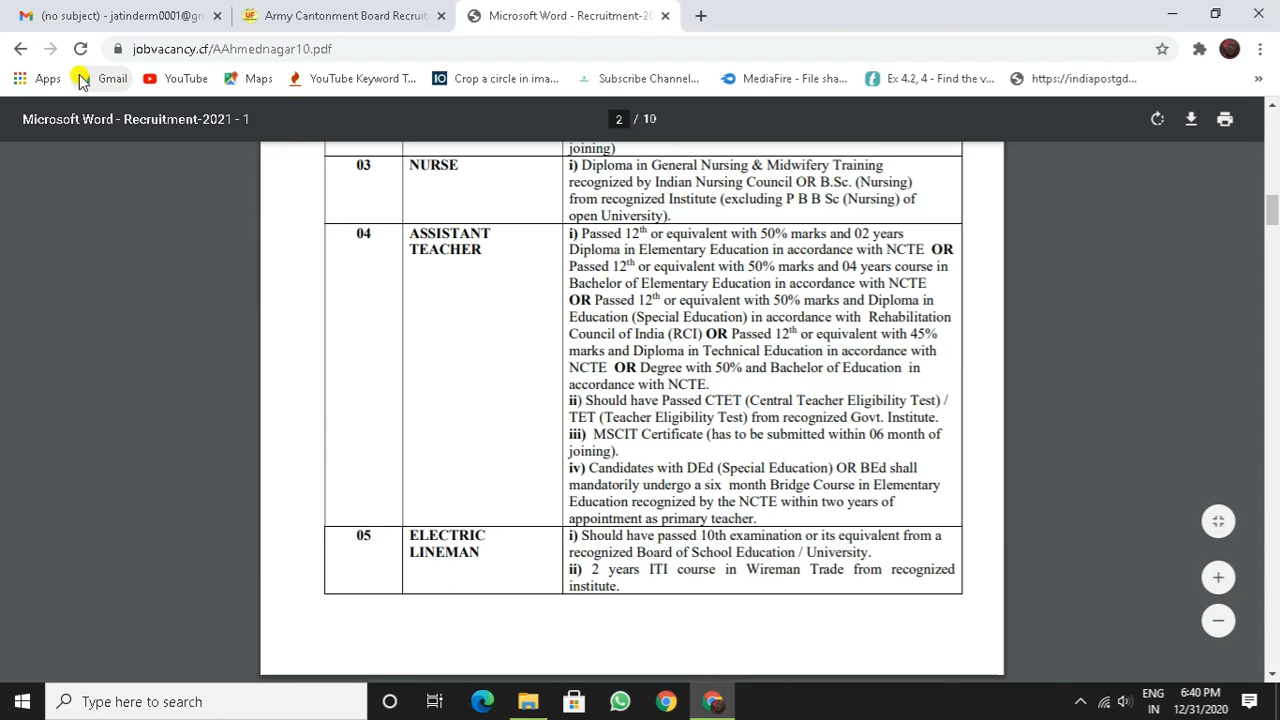 (no subject) - jatinderm0001@gm
Army Cantonment Board Recruit
Microsoft Word - Recruitment-20
jobvacancy.cf/AAhmednagar10.pdf
Apps
Gmail
YouTube
Maps
YouTube Keyword T...
Crop a circle in ima...
Subscribe Channel...
MediaFire - File sha...
Ex 4.2, 4 - Find the v...
https://indiapostgd...
»
Microsoft Word - Recruitment-2021 - 1
2 / 10
joining)
03
NURSE
i) Diploma in General Nursing & Midwifery Training
recognized by Indian Nursing Council OR B.Sc. (Nursing)
from recognized Institute (excluding P B B Sc (Nursing) of
open University).
04
ASSISTANT
TEACHER
i) Passed 12th or equivalent with 50% marks and 02 years
Diploma in Elementary Education in accordance with NCTE OR
Passed 12th or equivalent with 50% marks and 04 years course in
Bachelor of Elementary Education in accordance with NCTE
OR Passed 12th or equivalent with 50% marks and Diploma in
Education (Special Education) in accordance with Rehabilitation
Council of India (RCI) OR Passed 12th or equivalent with 45%
marks and Diploma in Technical Education in accordance with
NCTE OR Degree with 50% and Bachelor of Education in
accordance with NCTE.
ii) Should have Passed CTET (Central Teacher Eligibility Test) /
TET (Teacher Eligibility Test) from recognized Govt. Institute.
iii) MSCIT Certificate (has to be submitted within 06 month of
joining).
iv) Candidates with DEd (Special Education) OR BEd shall
mandatorily undergo a six month Bridge Course in Elementary
Education recognized by the NCTE within two years of
appointment as primary teacher.
05
ELECTRIC
LINEMAN
i) Should have passed 10th examination or its equivalent from a
recognized Board of School Education / University.
ii) 2 years ITI course in Wireman Trade from recognized
institute.
Type here to search
ENG
IN
6:40 PM
12/31/2020